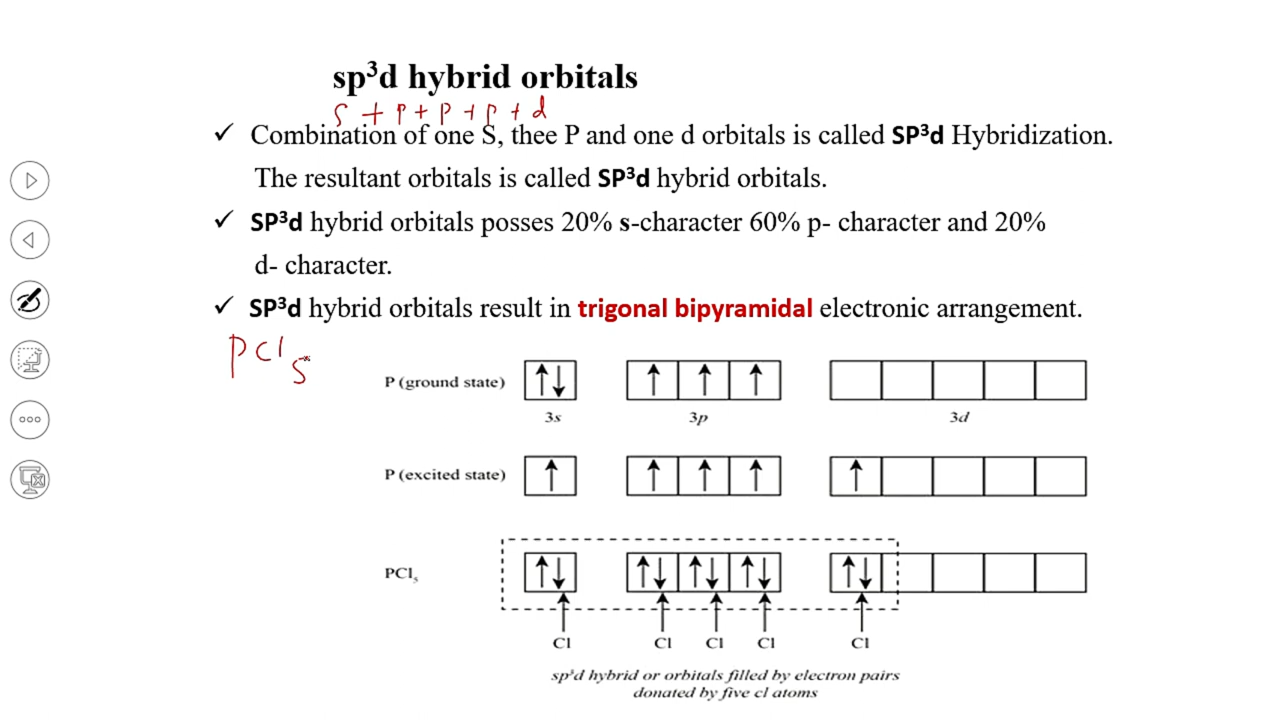 sp³d hybrid orbitals
s + p + p + p + d
✓ Combination of one S, thee P and one d orbitals is called SP³d Hybridization.
The resultant orbitals is called SP³d hybrid orbitals.
✓ SP³d hybrid orbitals posses 20% s-character 60% p- character and 20%
d- character.
✓ SP³d hybrid orbitals result in trigonal bipyramidal electronic arrangement.
PCl5
P (ground state)
3s 3p 3d
P (excited state)
PCl₅
Cl Cl Cl Cl Cl
sp³d hybrid or orbitals filled by electron pairs
donated by five cl atoms